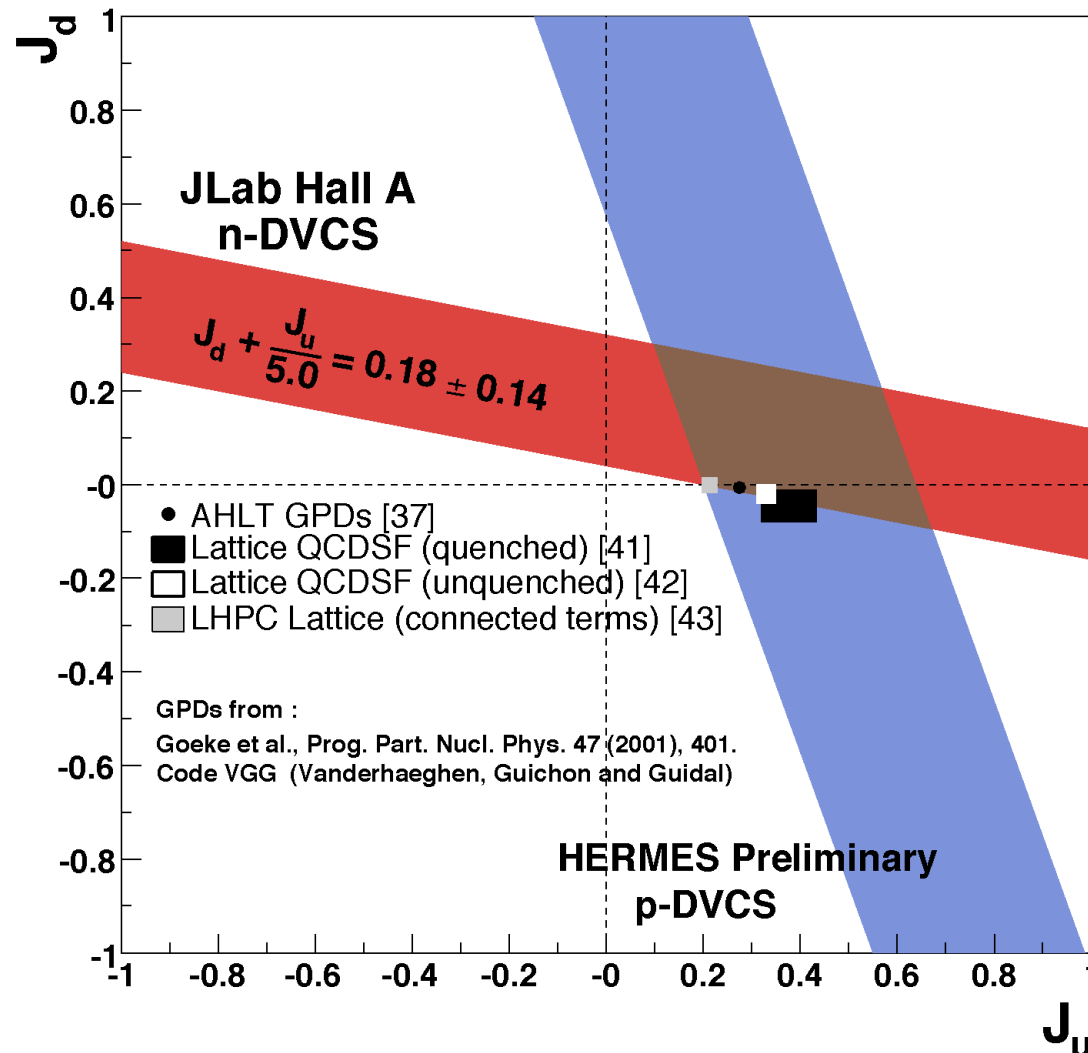 J_d
1
0.8
0.6
0.4
0.2
-0
-0.2
-0.4
-0.6
-0.8
-1
JLab Hall A
n-DVCS
J_d + J_u/5.0 = 0.18 ± 0.14
AHLT GPDs [37]
Lattice QCDSF (quenched) [41]
Lattice QCDSF (unquenched) [42]
LHPC Lattice (connected terms) [43]
GPDs from :
Goeke et al., Prog. Part. Nucl. Phys. 47 (2001), 401.
Code VGG (Vanderhaeghen, Guichon and Guidal)
HERMES Preliminary
p-DVCS
-1 -0.8 -0.6 -0.4 -0.2 -0 0.2 0.4 0.6 0.8
J_u